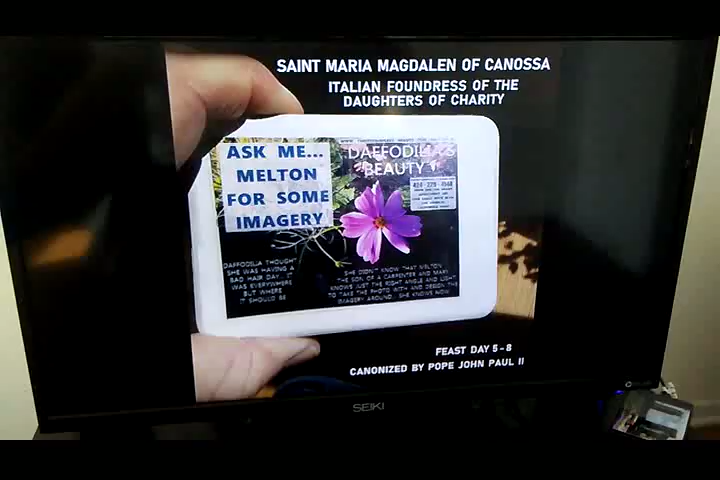 SAINT MARIA MAGDALEN OF CANOSSA
ITALIAN FOUNDRESS OF THE
DAUGHTERS OF CHARITY
ASK ME...
MELTON
FOR SOME
IMAGERY
DAFFODILLA'S
BEAUTY
DAFFODILLA THOUGHT
SHE WAS HAVING A
BAD HAIR DAY... IT
WAS EVERYWHERE
BUT WHERE
IT SHOULD BE
SHE DIDN'T KNOW THAT MELTON
THE SON OF A CARPENTER AND MARY
KNOWS JUST THE RIGHT ANGLE AND LIGHT
TO TAKE THE PHOTO WITH AND DESIGN THE
IMAGERY AROUND. SHE KNOWS NOW
FEAST DAY 5-8
CANONIZED BY POPE JOHN PAUL II
SEIKI